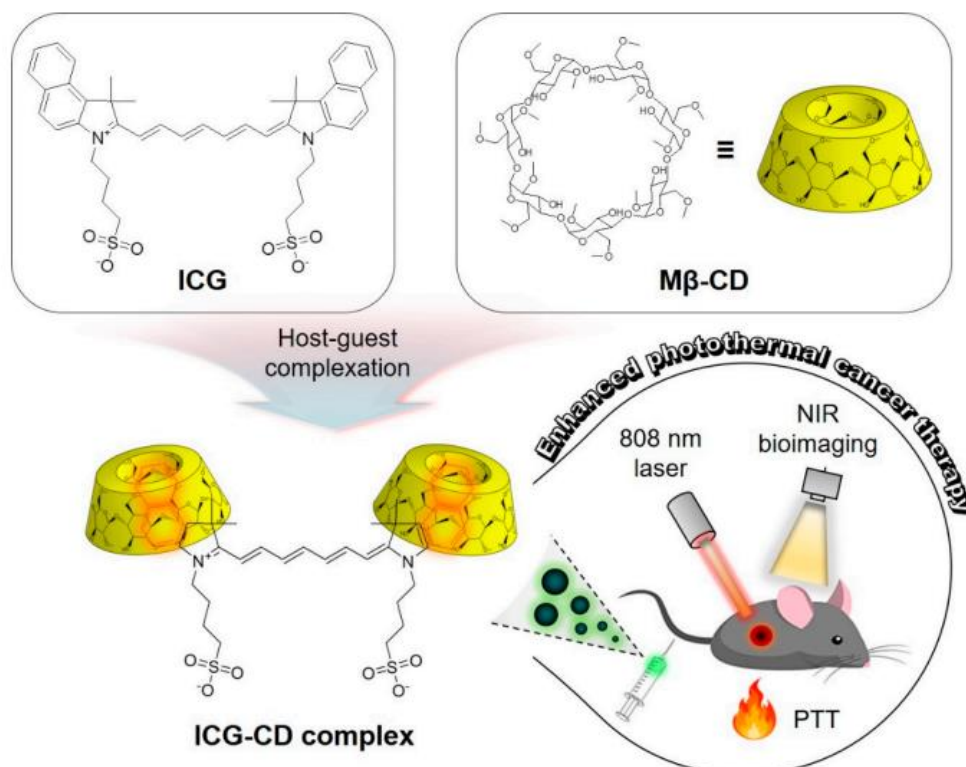 N⁺
N
O=S=O
O⁻
O=S=O
O⁻
ICG
≡
Mβ-CD
Host-guest
complexation
Enhanced photothermal cancer therapy
808 nm
laser
NIR
bioimaging
N⁺
N
O=S=O
O⁻
O=S=O
O⁻
ICG-CD complex
PTT